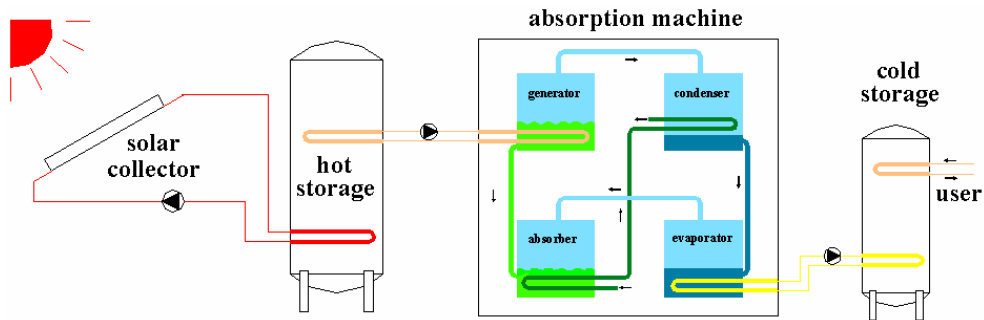 absorption machine
generator
condenser
cold
storage
solar
collector
hot
storage
user
absorber
evaporator